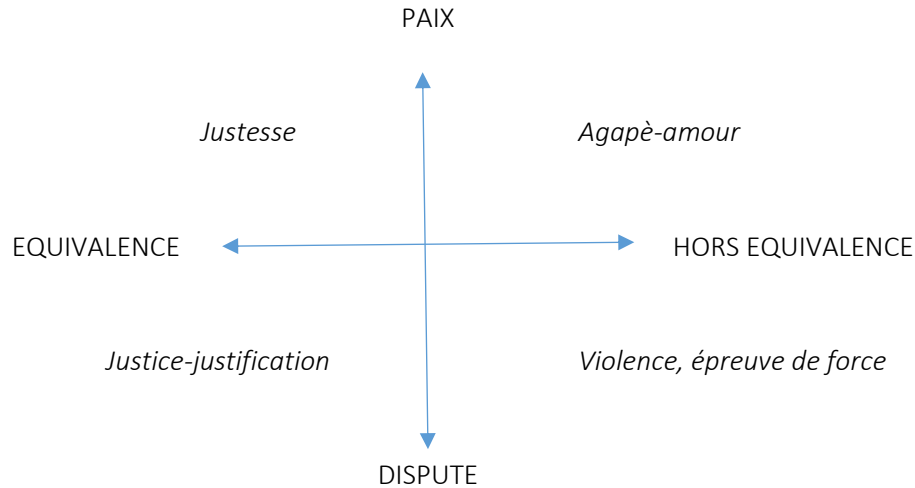 PAIX
Justesse
Agapè-amour
EQUIVALENCE
HORS EQUIVALENCE
Justice-justification
Violence, épreuve de force
DISPUTE